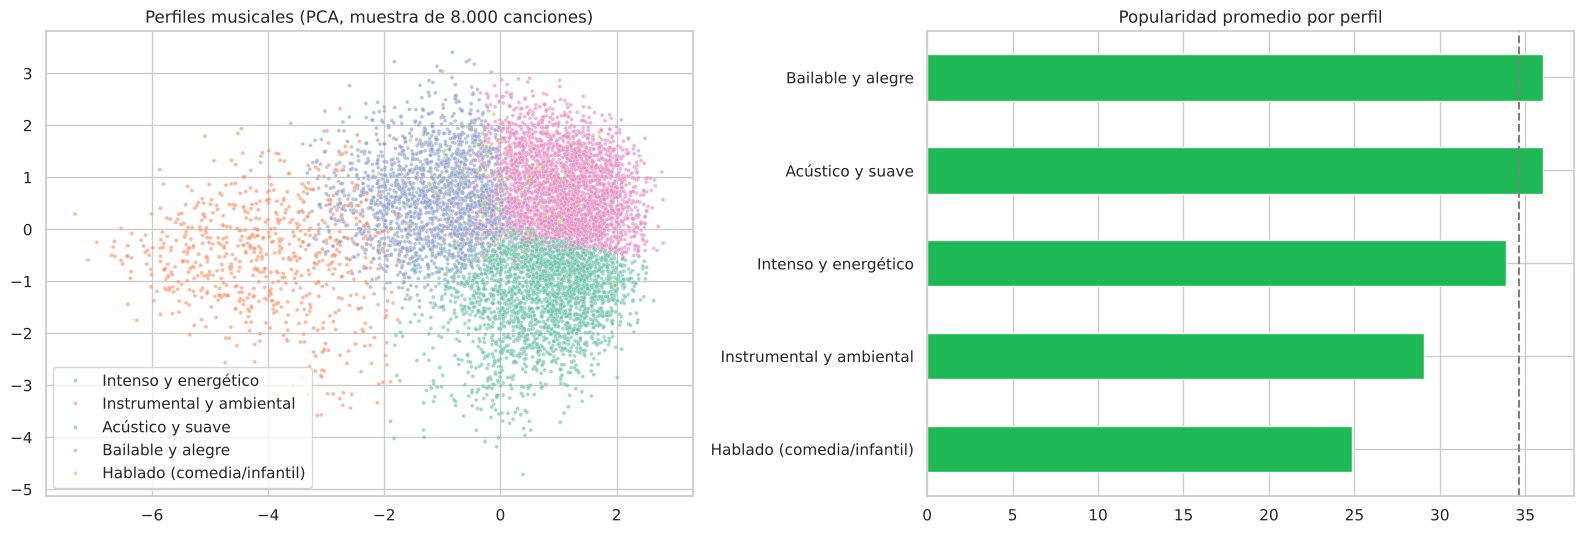 Perfiles musicales (PCA, muestra de 8.000 canciones)
3
2
1
0
−1
−2
−3
−4
−5
−6
−4
−2
0
2
Intenso y energético
Instrumental y ambiental
Acústico y suave
Bailable y alegre
Hablado (comedia/infantil)
Popularidad promedio por perfil
Bailable y alegre
Acústico y suave
Intenso y energético
Instrumental y ambiental
Hablado (comedia/infantil)
0
5
10
15
20
25
30
35